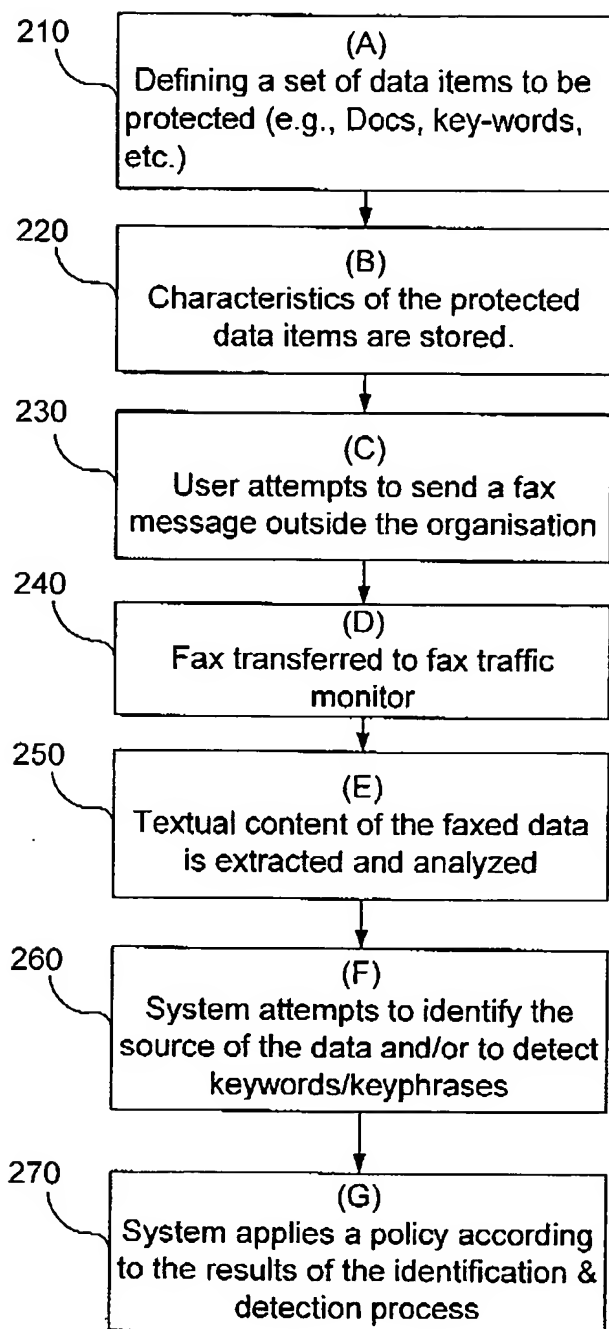 210
(A)
Defining a set of data items to be
protected (e.g., Docs, key-words,
etc.)
220
(B)
Characteristics of the protected
data items are stored.
230
(C)
User attempts to send a fax
message outside the organisation
240
(D)
Fax transferred to fax traffic
monitor
250
(E)
Textual content of the faxed data
is extracted and analyzed
260
(F)
System attempts to identify the
source of the data and/or to detect
keywords/keyphrases
270
(G)
System applies a policy according
to the results of the identification &
detection process